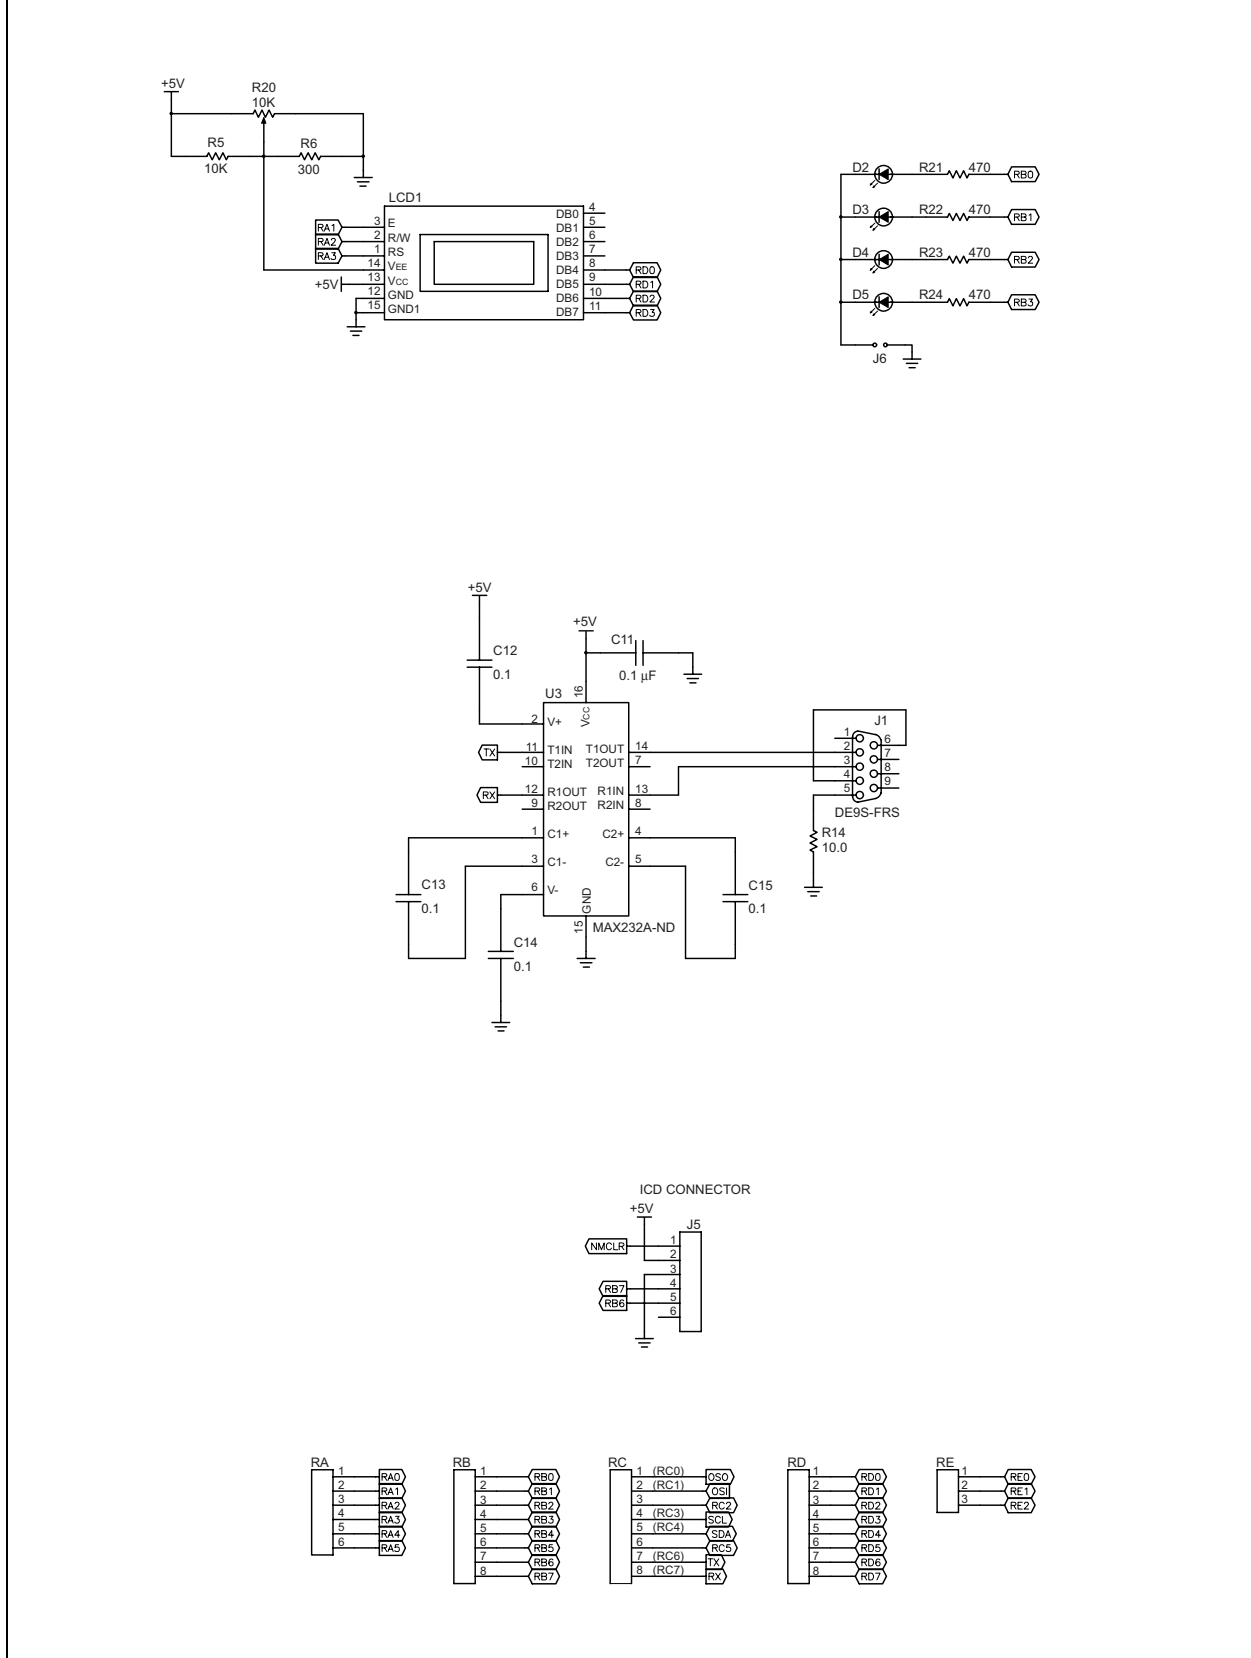 +5V
R20
10K
R5
10K
R6
300
LCD1
RA1 3 E
RA2 2 R/W
RA3 1 RS
14 VEE
+5V 13 VCC
12 GND
15 GND1
DB0 4
DB1 5
DB2 6
DB3 7
DB4 8 RD0
DB5 9 RD1
DB6 10 RD2
DB7 11 RD3
D2 R21 470 RB0
D3 R22 470 RB1
D4 R23 470 RB2
D5 R24 470 RB3
J6
+5V
C12
0.1
+5V
C11
0.1 µF
U3
16
VCC
2 V+
TX 11 T1IN
10 T2IN
RX 12 R1OUT
9 R2OUT
1 C1+
3 C1-
6 V-
T1OUT 14
T2OUT 7
R1IN 13
R2IN 8
C2+ 4
C2- 5
GND
15
MAX232A-ND
C13
0.1
C14
0.1
C15
0.1
J1
1
2
3
4
5
6
7
8
9
DE9S-FRS
R14
10.0
ICD CONNECTOR
+5V
J5
NMCLR 1
2
3
RB7 4
RB6 5
6
RA
1 RA0
2 RA1
3 RA2
4 RA3
5 RA4
6 RA5
RB
1 RB0
2 RB1
3 RB2
4 RB3
5 RB4
6 RB5
7 RB6
8 RB7
RC
1 (RC0) OSO
2 (RC1) OSI
3 RC2
4 (RC3) SCL
5 (RC4) SDA
6 RC5
7 (RC6) TX
8 (RC7) RX
RD
1 RD0
2 RD1
3 RD2
4 RD3
5 RD4
6 RD5
7 RD6
8 RD7
RE
1 RE0
2 RE1
3 RE2